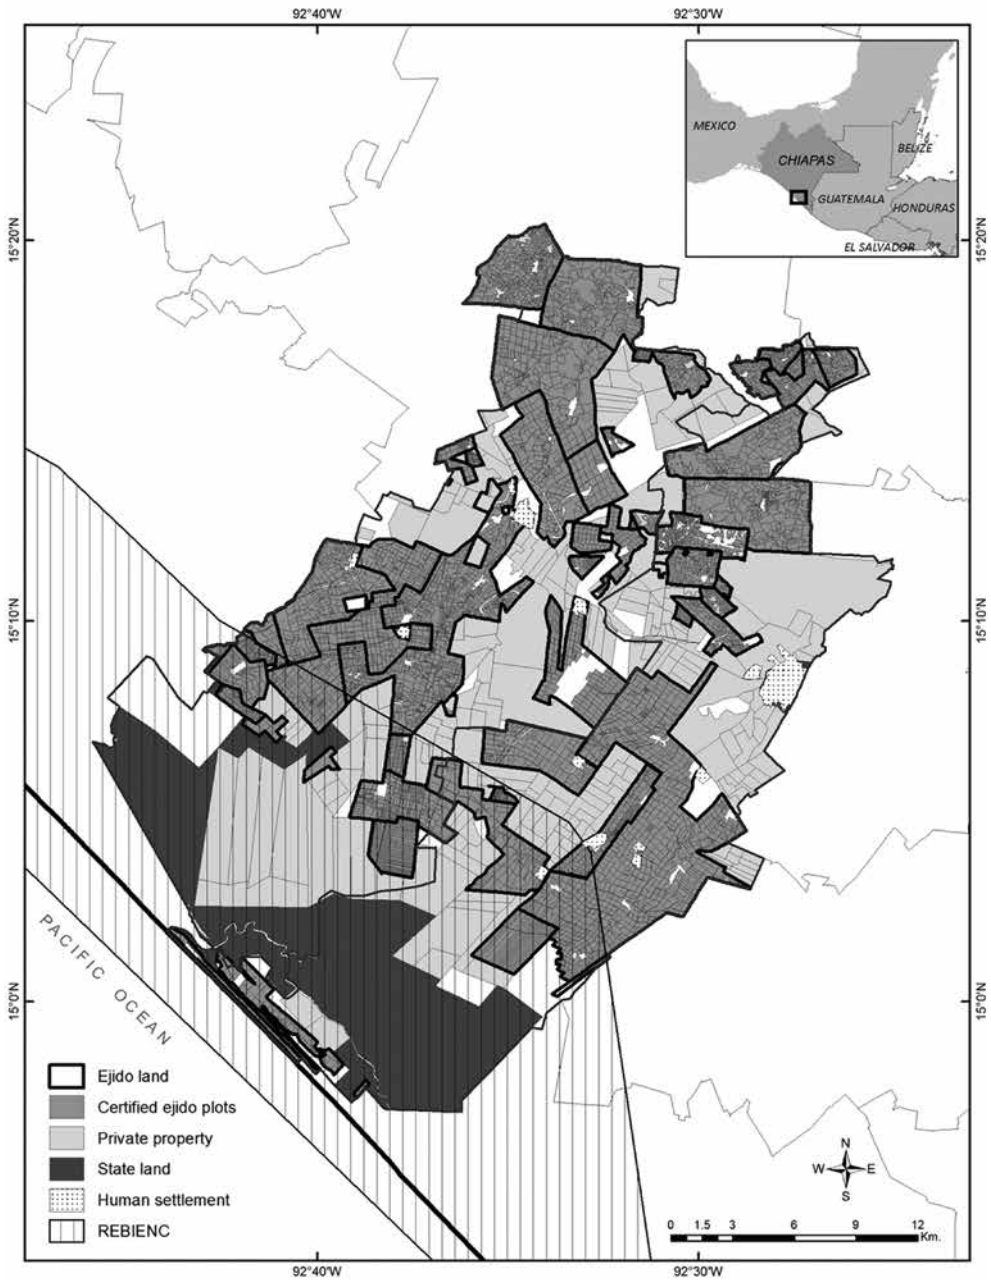 92°40'W
92°30'W
MEXICO
BELIZE
CHIAPAS
GUATEMALA
HONDURAS
EL SALVADOR
15°20'N
15°20'N
15°10'N
15°10'N
15°0'N
15°0'N
PACIFIC OCEAN
Ejido land
Certified ejido plots
Private property
State land
Human settlement
REBIENC
N
W
E
S
0 1.5 3 6 9 12
Km.
92°40'W
92°30'W